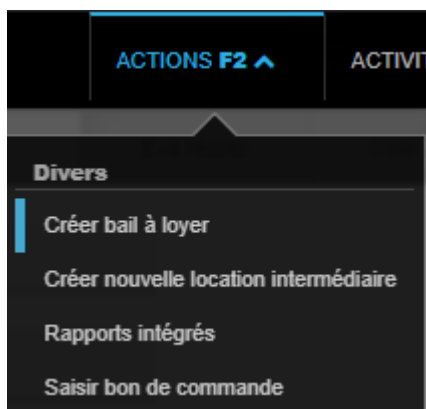 ACTIONS F2
Divers
Créer bail à loyer
Créer nouvelle location intermédiaire
Rapports intégrés
Saisir bon de commande